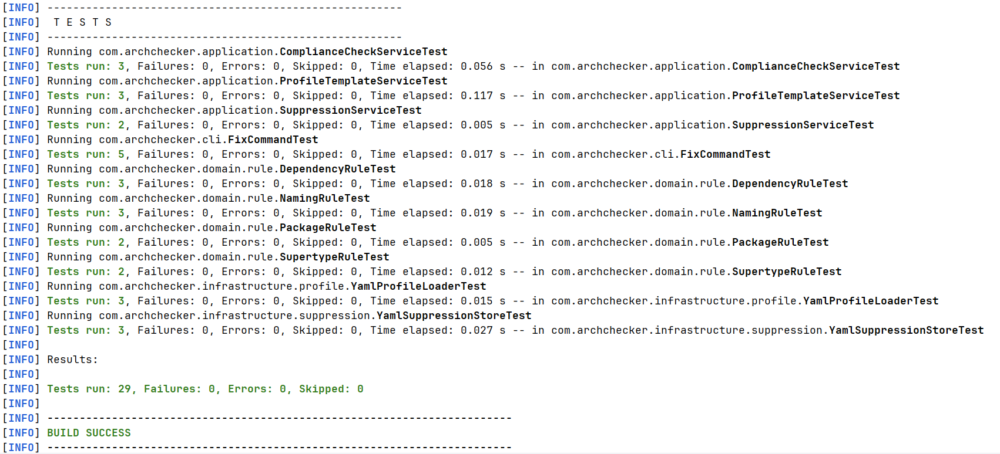 [INFO] -------------------------------------------------------
[INFO]  T E S T S
[INFO] -------------------------------------------------------
[INFO] Running com.archchecker.application.ComplianceCheckServiceTest
[INFO] Tests run: 3, Failures: 0, Errors: 0, Skipped: 0, Time elapsed: 0.056 s -- in com.archchecker.application.ComplianceCheckServiceTest
[INFO] Running com.archchecker.application.ProfileTemplateServiceTest
[INFO] Tests run: 3, Failures: 0, Errors: 0, Skipped: 0, Time elapsed: 0.117 s -- in com.archchecker.application.ProfileTemplateServiceTest
[INFO] Running com.archchecker.application.SuppressionServiceTest
[INFO] Tests run: 2, Failures: 0, Errors: 0, Skipped: 0, Time elapsed: 0.005 s -- in com.archchecker.application.SuppressionServiceTest
[INFO] Running com.archchecker.cli.FixCommandTest
[INFO] Tests run: 5, Failures: 0, Errors: 0, Skipped: 0, Time elapsed: 0.017 s -- in com.archchecker.cli.FixCommandTest
[INFO] Running com.archchecker.domain.rule.DependencyRuleTest
[INFO] Tests run: 3, Failures: 0, Errors: 0, Skipped: 0, Time elapsed: 0.018 s -- in com.archchecker.domain.rule.DependencyRuleTest
[INFO] Running com.archchecker.domain.rule.NamingRuleTest
[INFO] Tests run: 3, Failures: 0, Errors: 0, Skipped: 0, Time elapsed: 0.019 s -- in com.archchecker.domain.rule.NamingRuleTest
[INFO] Running com.archchecker.domain.rule.PackageRuleTest
[INFO] Tests run: 2, Failures: 0, Errors: 0, Skipped: 0, Time elapsed: 0.005 s -- in com.archchecker.domain.rule.PackageRuleTest
[INFO] Running com.archchecker.domain.rule.SupertypeRuleTest
[INFO] Tests run: 2, Failures: 0, Errors: 0, Skipped: 0, Time elapsed: 0.012 s -- in com.archchecker.domain.rule.SupertypeRuleTest
[INFO] Running com.archchecker.infrastructure.profile.YamlProfileLoaderTest
[INFO] Tests run: 3, Failures: 0, Errors: 0, Skipped: 0, Time elapsed: 0.015 s -- in com.archchecker.infrastructure.profile.YamlProfileLoaderTest
[INFO] Running com.archchecker.infrastructure.suppression.YamlSuppressionStoreTest
[INFO] Tests run: 3, Failures: 0, Errors: 0, Skipped: 0, Time elapsed: 0.027 s -- in com.archchecker.infrastructure.suppression.YamlSuppressionStoreTest
[INFO]
[INFO] Results:
[INFO]
[INFO] Tests run: 29, Failures: 0, Errors: 0, Skipped: 0
[INFO]
[INFO] ------------------------------------------------------------------------
[INFO] BUILD SUCCESS
[INFO] ------------------------------------------------------------------------